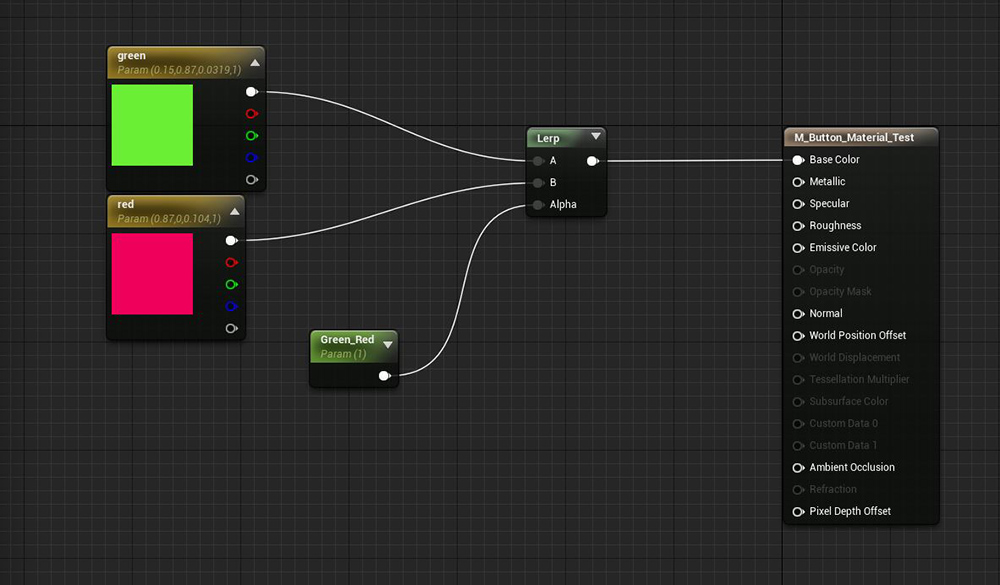 green
Param (0.15,0.87,0.0319,1)
red
Param (0.87,0,0.104,1)
Green_Red
Param (1)
Lerp
A
B
Alpha
M_Button_Material_Test
Base Color
Metallic
Specular
Roughness
Emissive Color
Opacity
Opacity Mask
Normal
World Position Offset
World Displacement
Tessellation Multiplier
Subsurface Color
Custom Data 0
Custom Data 1
Ambient Occlusion
Refraction
Pixel Depth Offset